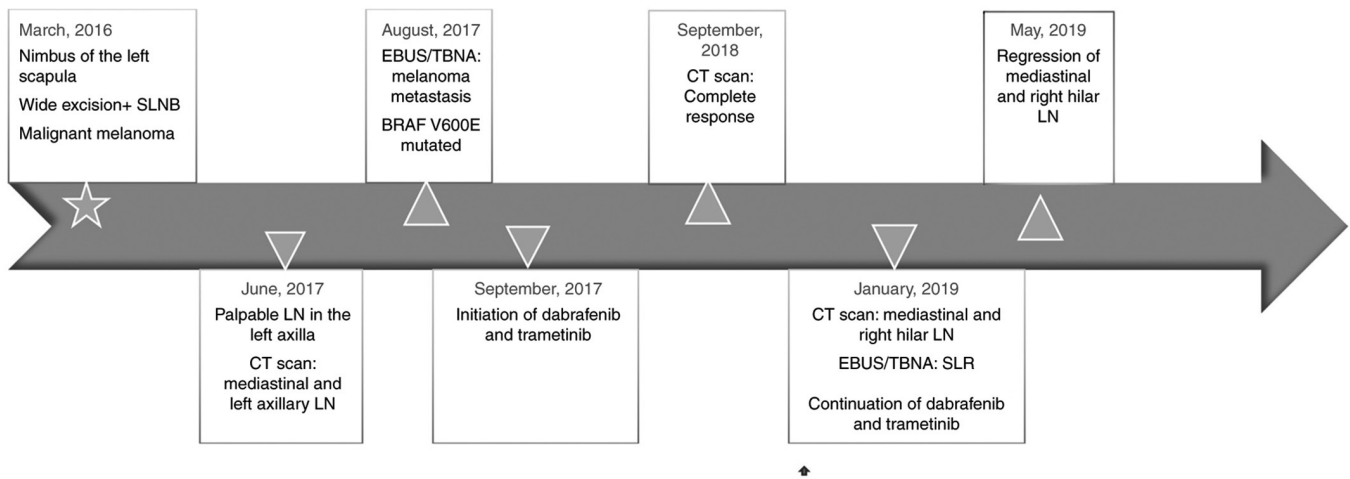 March, 2016
Nimbus of the left
scapula
Wide excision+ SLNB
Malignant melanoma
June, 2017
Palpable LN in the
left axilla
CT scan:
mediastinal and
left axillary LN
August, 2017
EBUS/TBNA:
melanoma
metastasis
BRAF V600E
mutated
September, 2017
Initiation of dabrafenib
and trametinib
September,
2018
CT scan:
Complete
response
January, 2019
CT scan: mediastinal and
right hilar LN
EBUS/TBNA: SLR
Continuation of dabrafenib
and trametinib
May, 2019
Regression of
mediastinal
and right hilar
LN